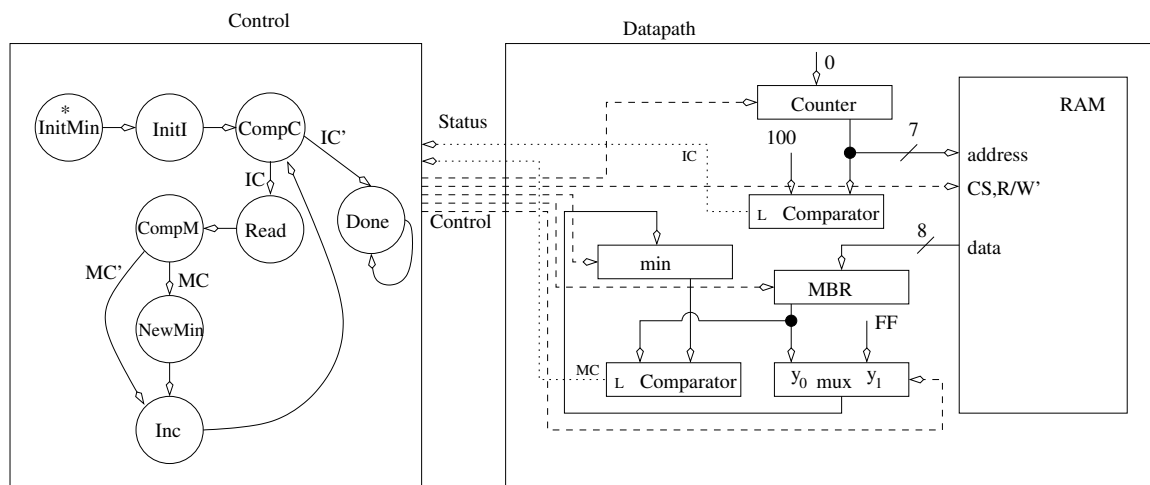 Control
Datapath
*
InitMin
InitI
CompC
IC'
IC
CompM
Read
Done
MC'
MC
NewMin
Inc
Status
Control
0
Counter
RAM
7
address
100
IC
CS,R/W'
L Comparator
8
data
min
MBR
FF
MC
L Comparator
y0 mux y1